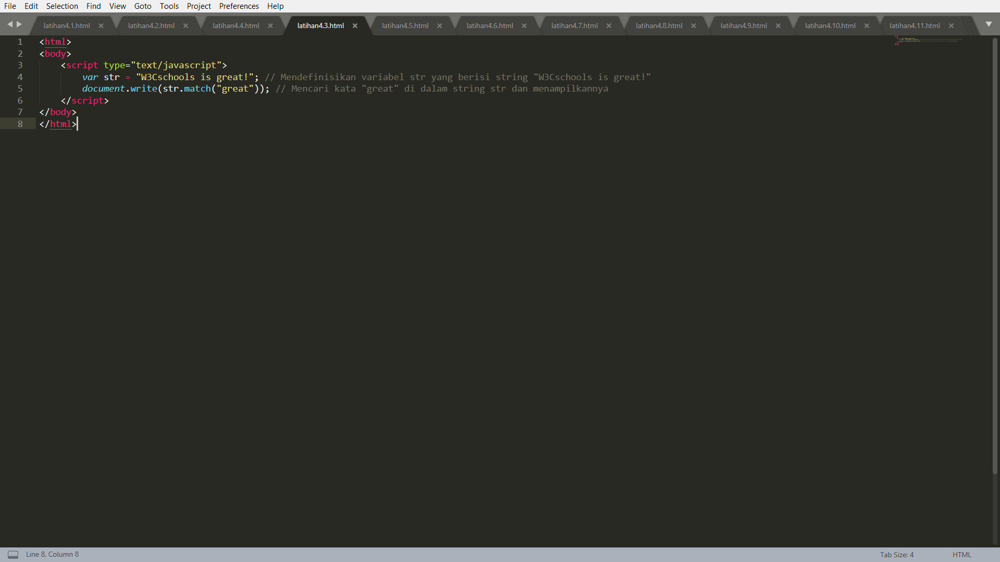 File Edit Selection Find View Goto Tools Project Preferences Help
latihan4.1.html latihan4.2.html latihan4.4.html latihan4.3.html latihan4.5.html latihan4.6.html latihan4.7.html latihan4.8.html latihan4.9.html latihan4.10.html latihan4.11.html
1 <html>
2 <body>
3     <script type="text/javascript">
4         var str = "W3Cschools is great!"; // Mendefinisikan variabel str yang berisi string "W3Cschools is great!"
5         document.write(str.match("great")); // Mencari kata "great" di dalam string str dan menampilkannya
6     </script>
7 </body>
8 </html>
Line 8, Column 8 Tab Size: 4 HTML